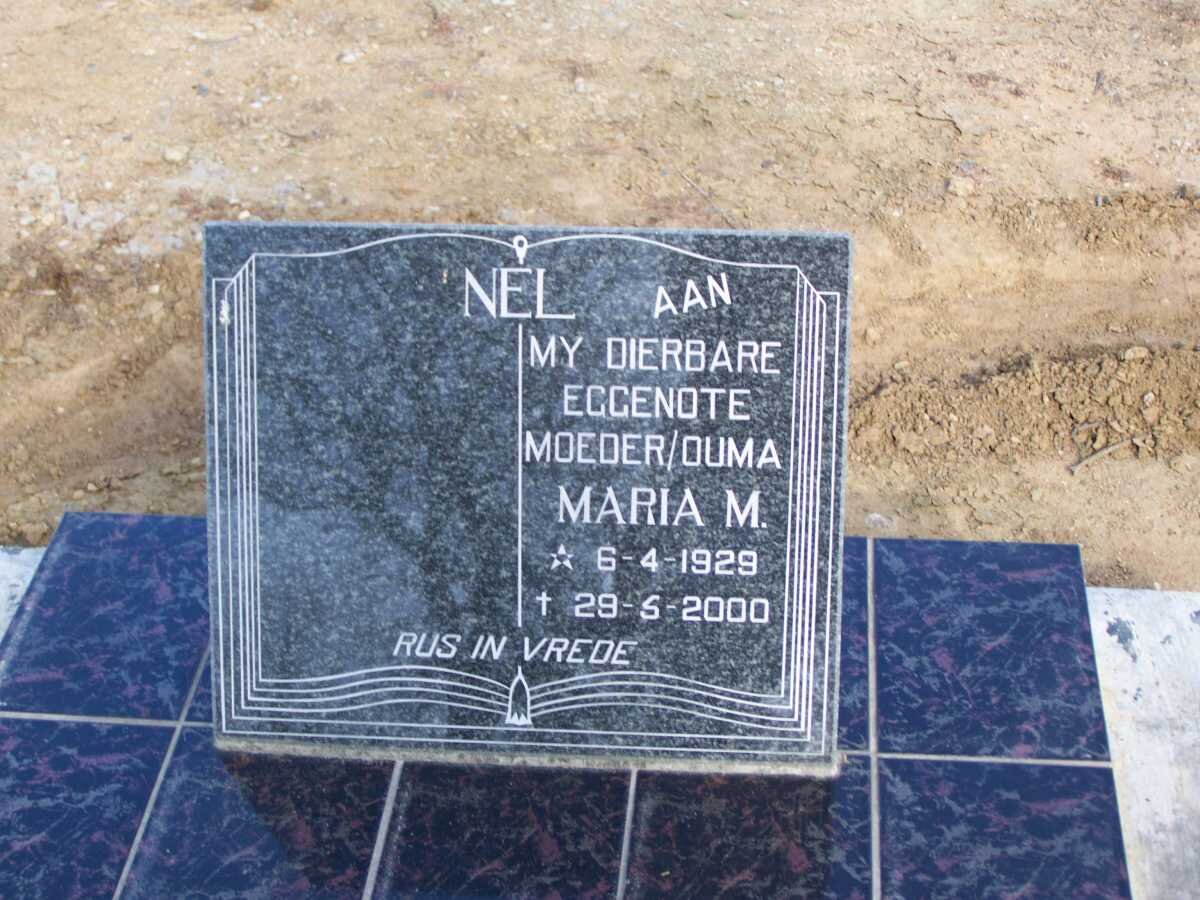 NEL
AAN
MY DIERBARE
EGGENOTE
MOEDER/OUMA
MARIA M.
☆ 6-4-1929
† 29-5-2000
RUS IN VREDE